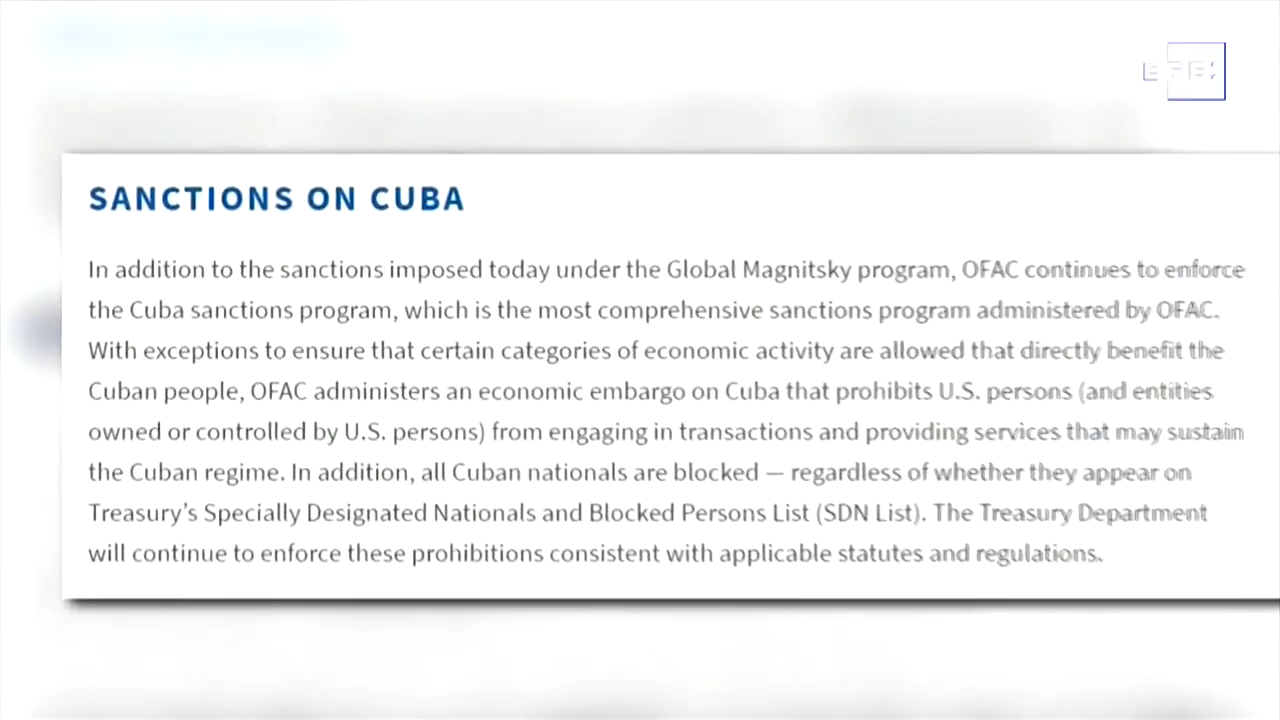 EFE:
SANCTIONS ON CUBA
In addition to the sanctions imposed today under the Global Magnitsky program, OFAC continues to enforce
the Cuba sanctions program, which is the most comprehensive sanctions program administered by OFAC.
With exceptions to ensure that certain categories of economic activity are allowed that directly benefit the
Cuban people, OFAC administers an economic embargo on Cuba that prohibits U.S. persons (and entities
owned or controlled by U.S. persons) from engaging in transactions and providing services that may sustain
the Cuban regime. In addition, all Cuban nationals are blocked — regardless of whether they appear on
Treasury’s Specially Designated Nationals and Blocked Persons List (SDN List). The Treasury Department
will continue to enforce these prohibitions consistent with applicable statutes and regulations.